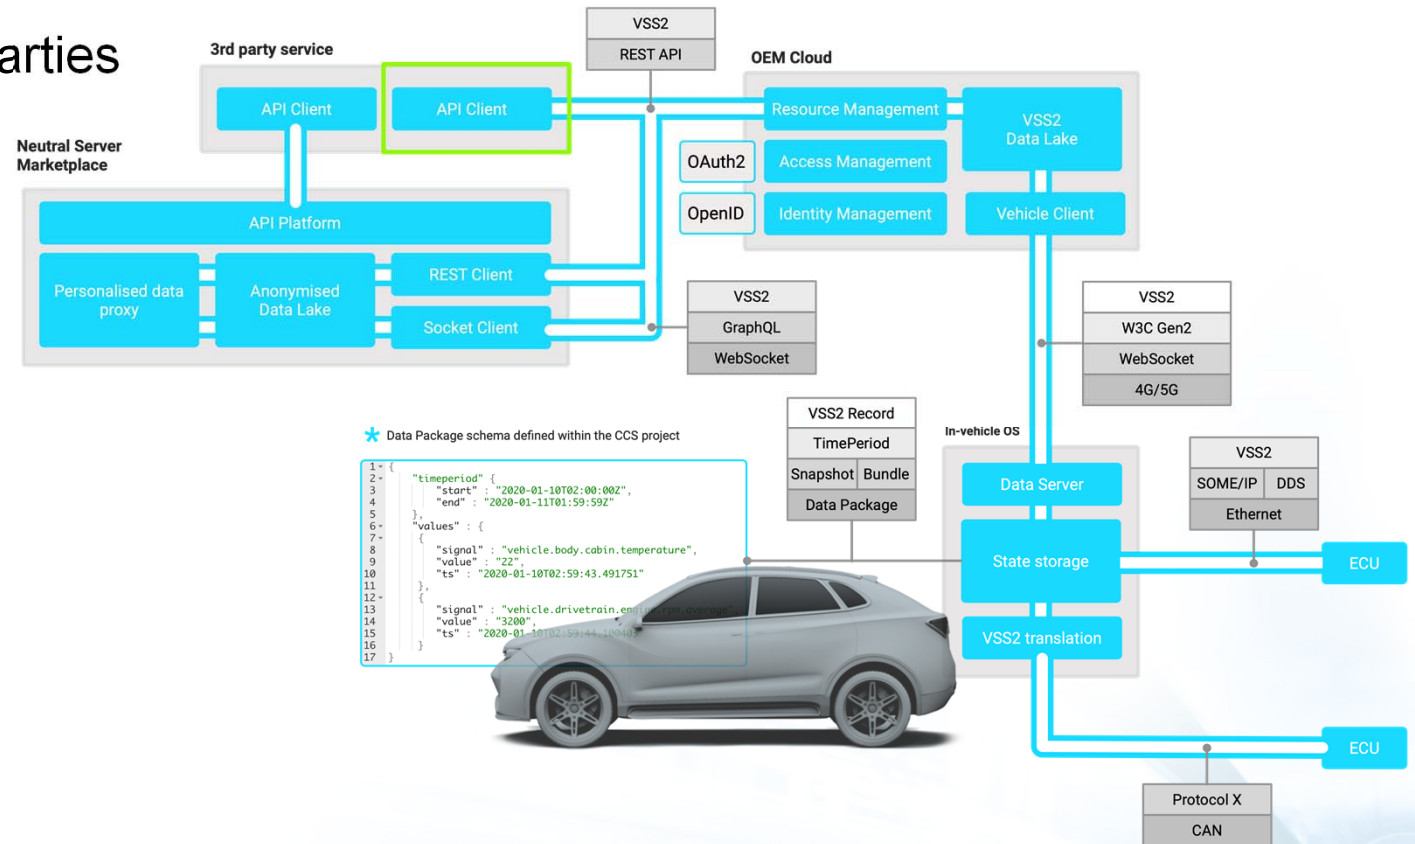 arties
3rd party service
API Client
API Client
VSS2
REST API
OEM Cloud
Resource Management
VSS2
Data Lake
OAuth2
Access Management
OpenID
Identity Management
Vehicle Client
Neutral Server
Marketplace
API Platform
Personalised data
proxy
Anonymised
Data Lake
REST Client
Socket Client
VSS2
GraphQL
WebSocket
VSS2
W3C Gen2
WebSocket
4G/5G
* Data Package schema defined within the CCS project
1 {
2 "timeperiod" {
3 "start" : "2020-01-10T02:00:00Z",
4 "end" : "2020-01-11T01:59:59Z"
5 },
6 "values" : {
7 {
8 "signal" : "vehicle.body.cabin.temperature",
9 "value" : "22",
10 "ts" : "2020-01-10T02:59:43.491751"
11 },
12 {
13 "signal" : "vehicle.drivetrain.engine.rpm.average",
14 "value" : "3200",
15 "ts" : "2020-01-10T02:59:44.100403"
16 }
17 }
VSS2 Record
TimePeriod
Snapshot Bundle
Data Package
In-vehicle OS
Data Server
State storage
VSS2 translation
VSS2
SOME/IP DDS
Ethernet
ECU
ECU
Protocol X
CAN